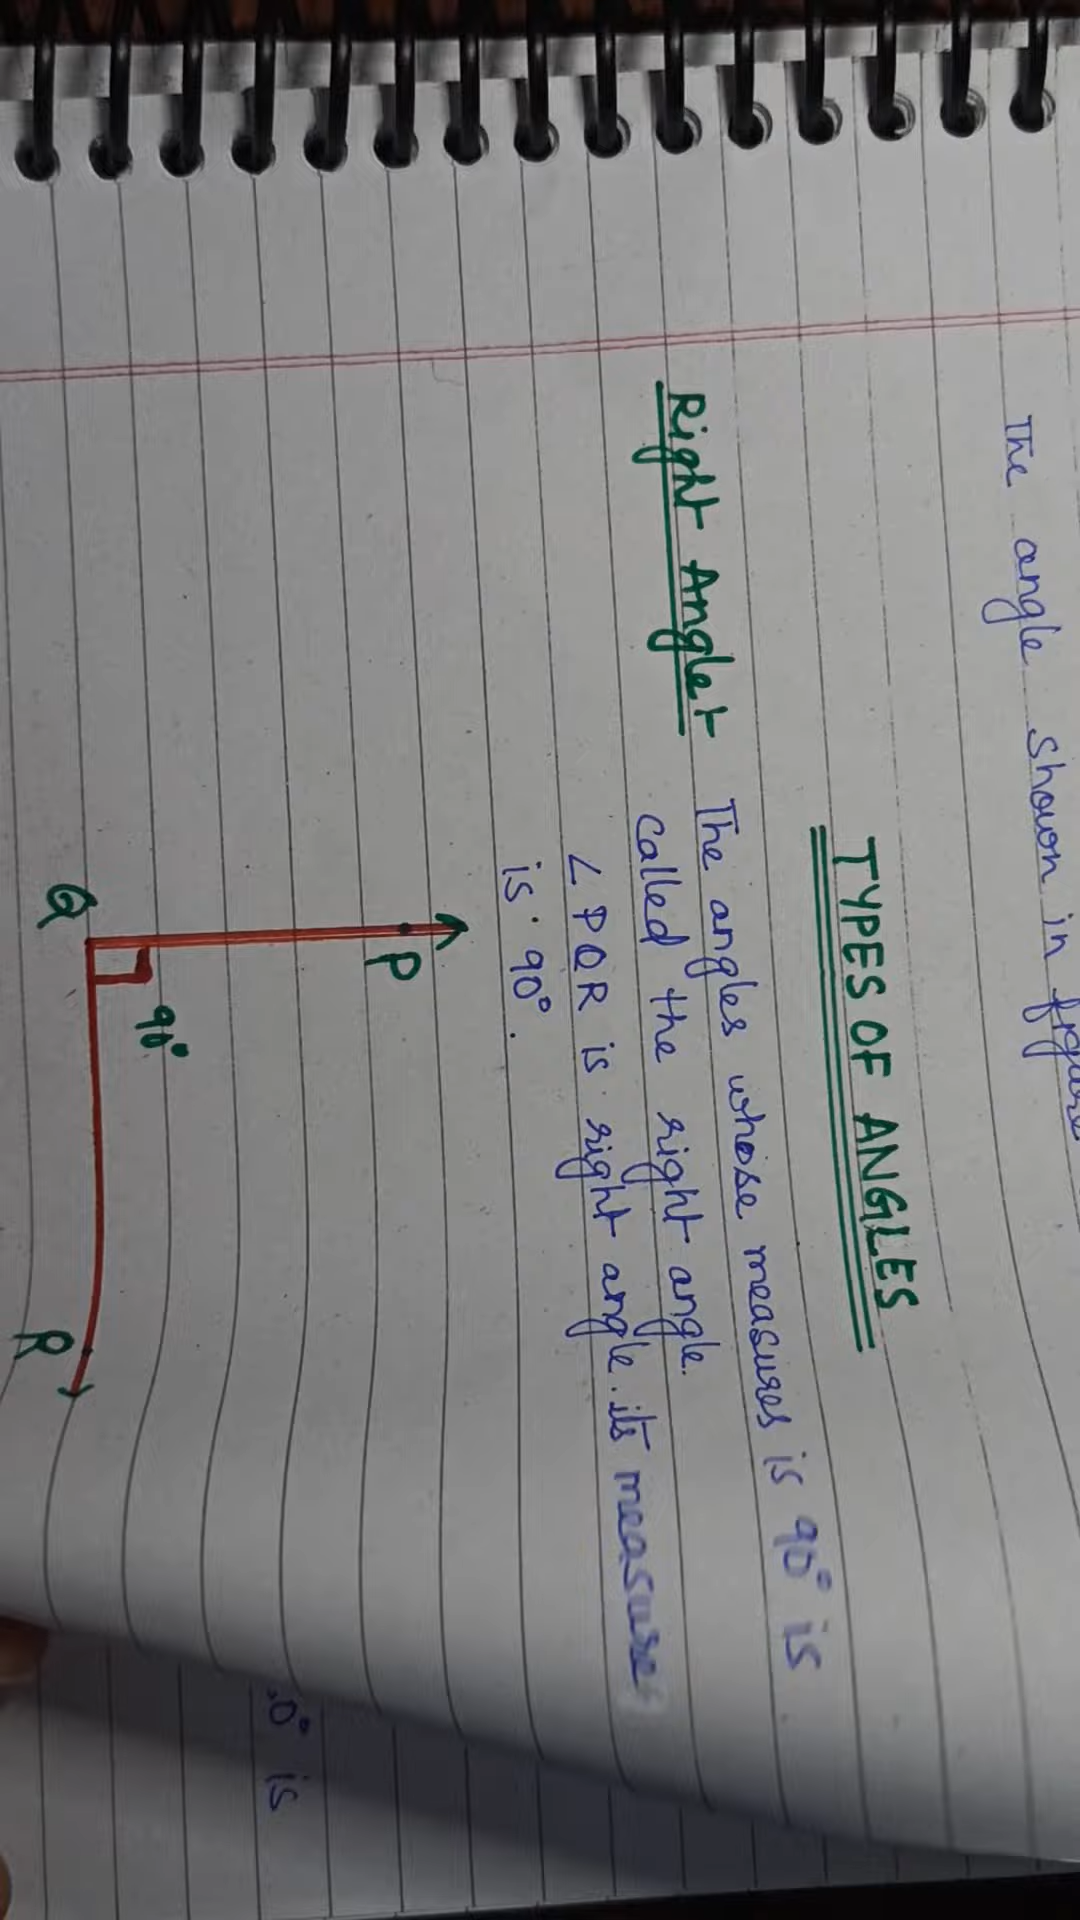 The angle shown in figure
TYPES OF ANGLES
Right Angle+ The angles whose measures is 90° is
called the right angle.
∠PQR is right angle. its measures
is 90°.
P
90°
Q
R
0° is